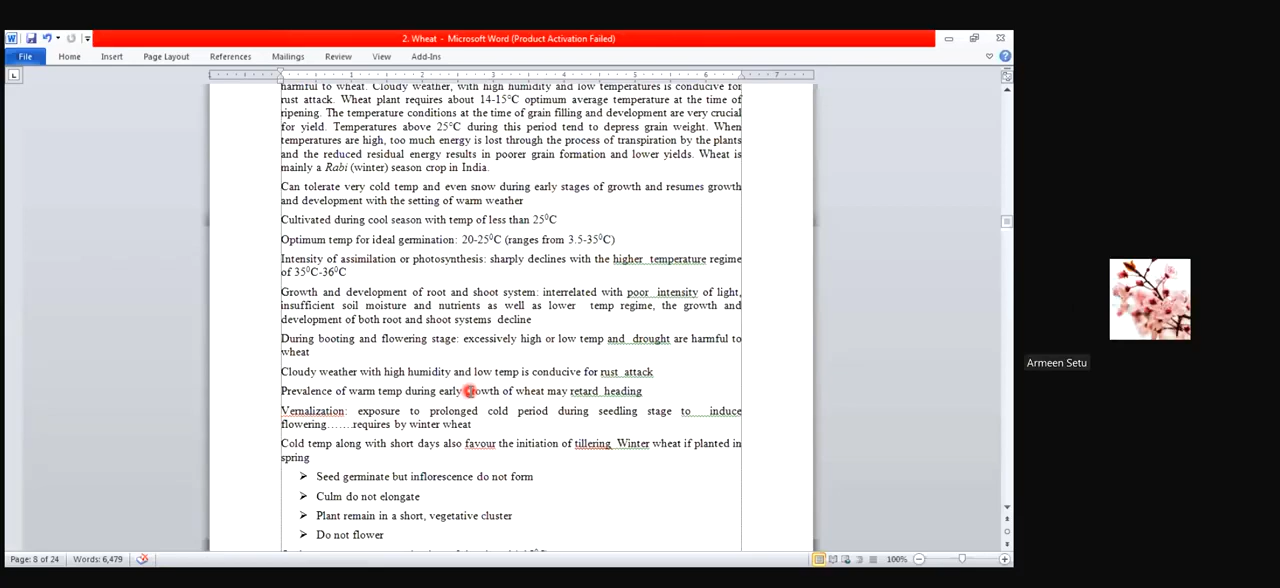 2. Wheat - Microsoft Word (Product Activation Failed)
File Home Insert Page Layout References Mailings Review View Add-Ins
1 2 3 4 5 6 7
harmful to wheat. Cloudy weather, with high humidity and low temperatures is conducive for
rust attack. Wheat plant requires about 14-15°C optimum average temperature at the time of
ripening. The temperature conditions at the time of grain filling and development are very crucial
for yield. Temperatures above 25°C during this period tend to depress grain weight. When
temperatures are high, too much energy is lost through the process of transpiration by the plants
and the reduced residual energy results in poorer grain formation and lower yields. Wheat is
mainly a Rabi (winter) season crop in India.
Can tolerate very cold temp and even snow during early stages of growth and resumes growth
and development with the setting of warm weather
Cultivated during cool season with temp of less than 25⁰C
Optimum temp for ideal germination: 20-25⁰C (ranges from 3.5-35⁰C)
Intensity of assimilation or photosynthesis: sharply declines with the higher temperature regime
of 35⁰C-36⁰C
Growth and development of root and shoot system: interrelated with poor intensity of light,
insufficient soil moisture and nutrients as well as lower temp regime, the growth and
development of both root and shoot systems decline
During booting and flowering stage: excessively high or low temp and drought are harmful to
wheat
Cloudy weather with high humidity and low temp is conducive for rust attack
Prevalence of warm temp during early growth of wheat may retard heading
Vernalization: exposure to prolonged cold period during seedling stage to induce
flowering.......requires by winter wheat
Cold temp along with short days also favour the initiation of tillering Winter wheat if planted in
spring
➢ Seed germinate but inflorescence do not form
➢ Culm do not elongate
➢ Plant remain in a short, vegetative cluster
➢ Do not flower
Page: 8 of 24 Words: 6,479 100%
Armeen Setu